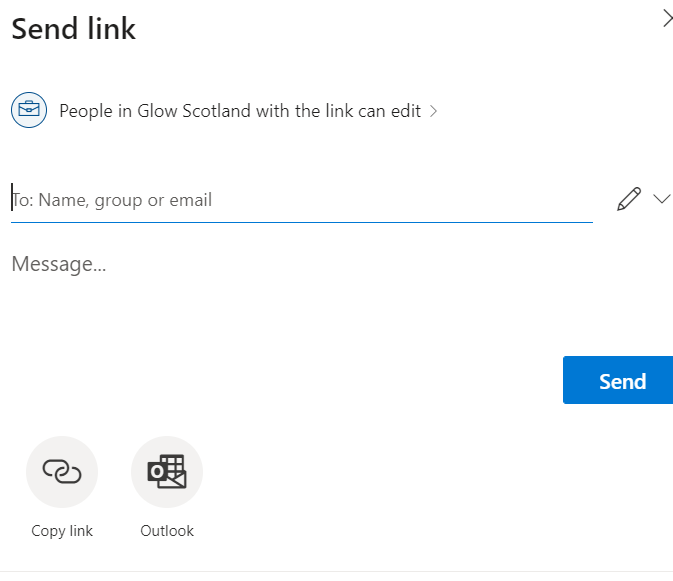 Send link
People in Glow Scotland with the link can edit
To: Name, group or email
Message...
Send
Copy link
Outlook